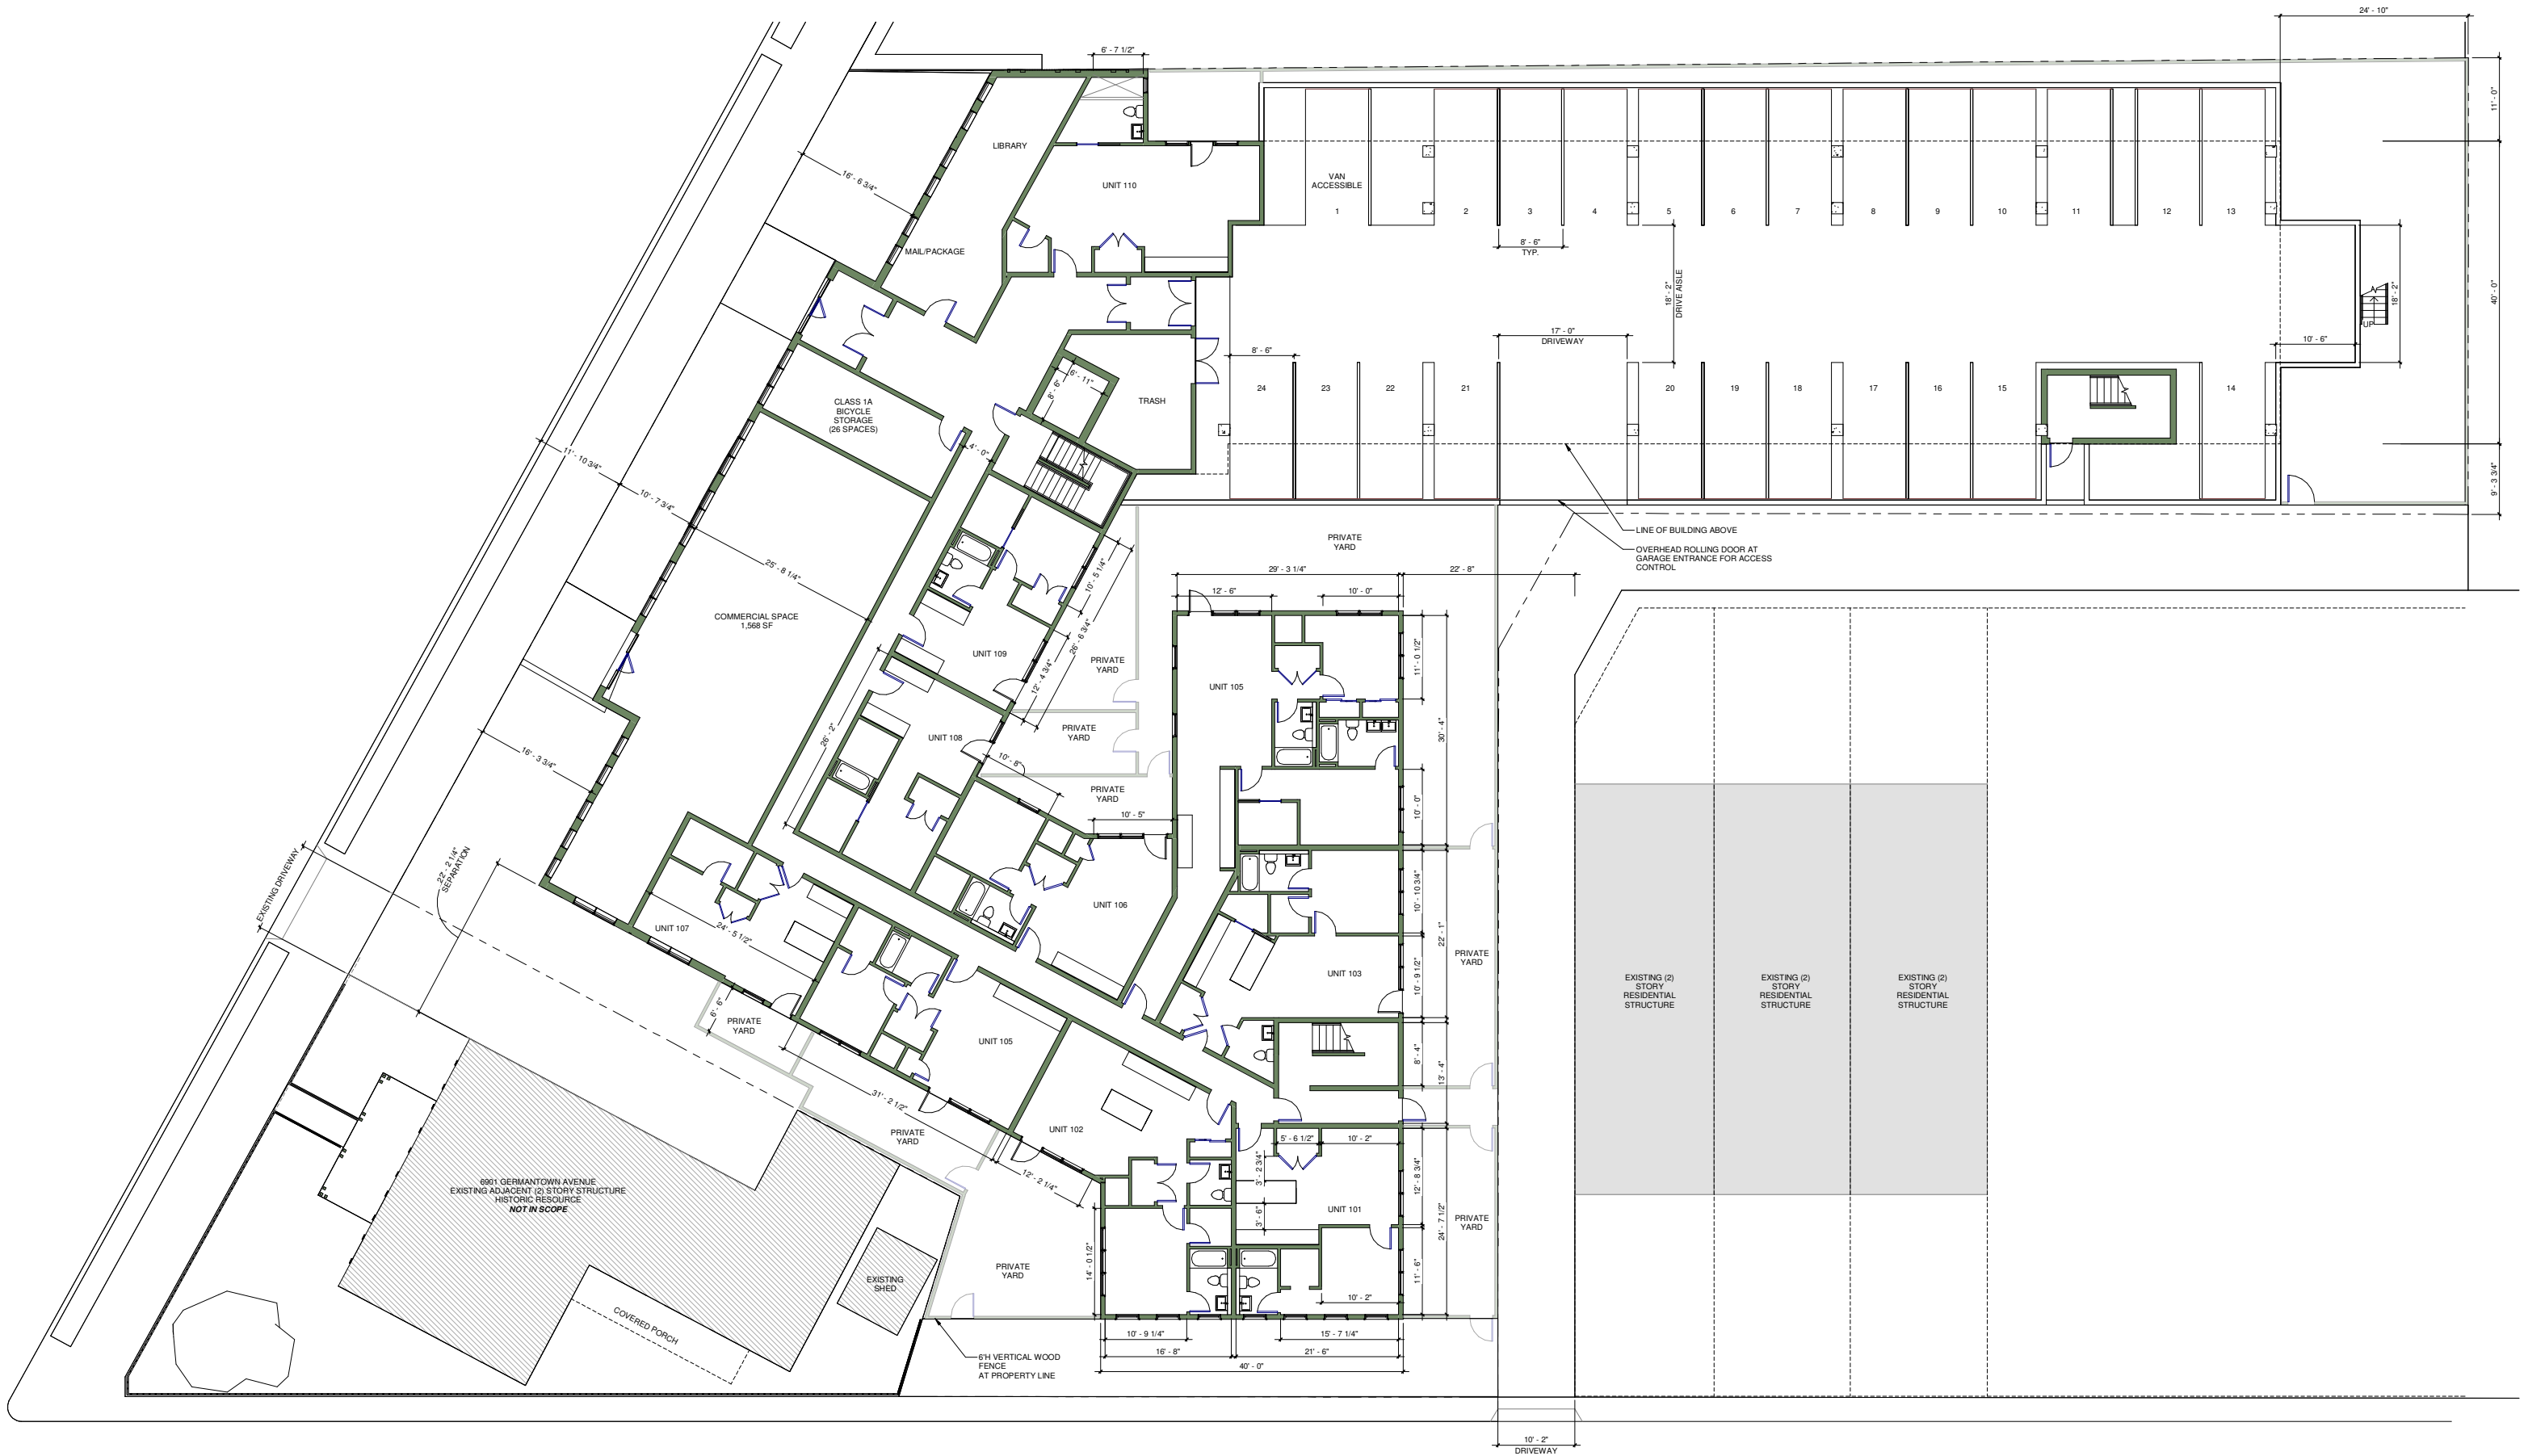 24' - 10"
6' - 7 1/2"
11' - 0"
LIBRARY
16' - 6 3/4"
UNIT 110
VAN
ACCESSIBLE
1
2
3
4
5
6
7
8
9
10
11
12
13
8' - 6"
TYP.
MAIL/PACKAGE
18' - 2"
DRIVE AISLE
40' - 0"
18' - 2"
UP
17' - 0"
DRIVEWAY
10' - 6"
8' - 6"
6' - 11"
8' - 6"
24
23
22
21
20
19
18
17
16
15
14
TRASH
CLASS 1A
BICYCLE
STORAGE
(26 SPACES)
4' - 0"
11' - 10 3/4"
10' - 7 3/4"
9' - 3 3/4"
LINE OF BUILDING ABOVE
OVERHEAD ROLLING DOOR AT
GARAGE ENTRANCE FOR ACCESS
CONTROL
PRIVATE
YARD
25' - 8 1/4"
10' - 5 1/4"
29' - 3 1/4"
22' - 8"
12' - 6"
10' - 0"
COMMERCIAL SPACE
1,568 SF
26' - 6 3/4"
UNIT 109
12' - 4 3/4"
PRIVATE
YARD
11' - 0 1/2"
UNIT 105
26' - 2"
UNIT 108
PRIVATE
YARD
30' - 4"
16' - 3 3/4"
10' - 8"
PRIVATE
YARD
10' - 5"
10' - 0"
EXISTING DRIVEWAY
22' - 2 1/4"
SEPARATION
10' - 10 3/4"
UNIT 106
UNIT 107
24' - 5 1/2"
22' - 1"
PRIVATE
YARD
UNIT 103
10' - 9 1/2"
EXISTING (2)
STORY
RESIDENTIAL
STRUCTURE
EXISTING (2)
STORY
RESIDENTIAL
STRUCTURE
EXISTING (2)
STORY
RESIDENTIAL
STRUCTURE
6' - 6"
PRIVATE
YARD
UNIT 105
8' - 4"
13' - 4"
31' - 2 1/2"
PRIVATE
YARD
UNIT 102
5' - 6 1/2"
10' - 2"
3' - 2 3/4"
12' - 8 3/4"
12' - 2 1/4"
6901 GERMANTOWN AVENUE
EXISTING ADJACENT (2) STORY STRUCTURE
HISTORIC RESOURCE
NOT IN SCOPE
3' - 6"
UNIT 101
24' - 7 1/2"
PRIVATE
YARD
EXISTING
SHED
PRIVATE
YARD
14' - 0 1/2"
11' - 6"
10' - 2"
COVERED PORCH
10' - 9 1/4"
15' - 7 1/4"
16' - 8"
21' - 6"
40' - 0"
6'H VERTICAL WOOD
FENCE
AT PROPERTY LINE
10' - 2"
DRIVEWAY